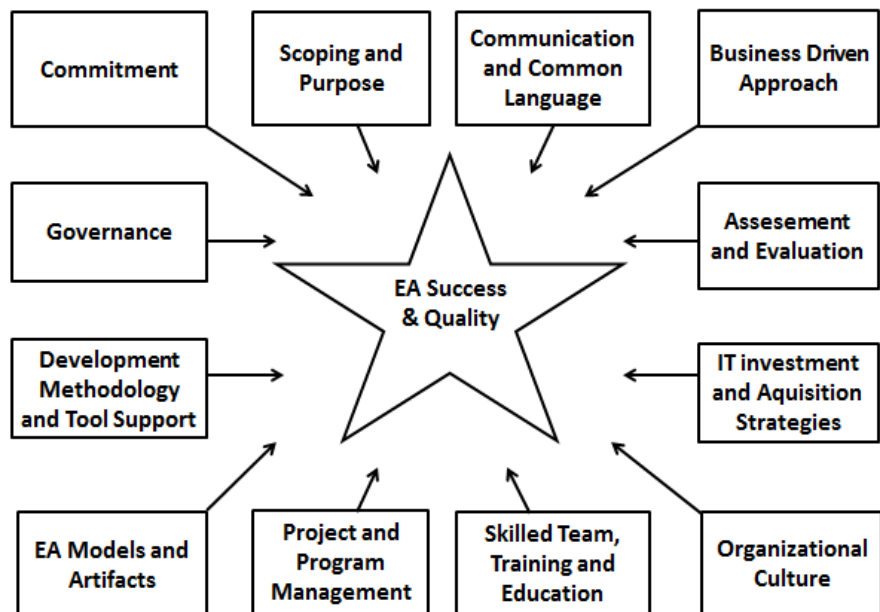 Commitment
Scoping and
Purpose
Communication
and Common
Language
Business Driven
Approach
Governance
Assesement
and Evaluation
EA Success
& Quality
Development
Methodology
and Tool Support
IT investment
and Aquisition
Strategies
EA Models and
Artifacts
Project and
Program
Management
Skilled Team,
Training and
Education
Organizational
Culture